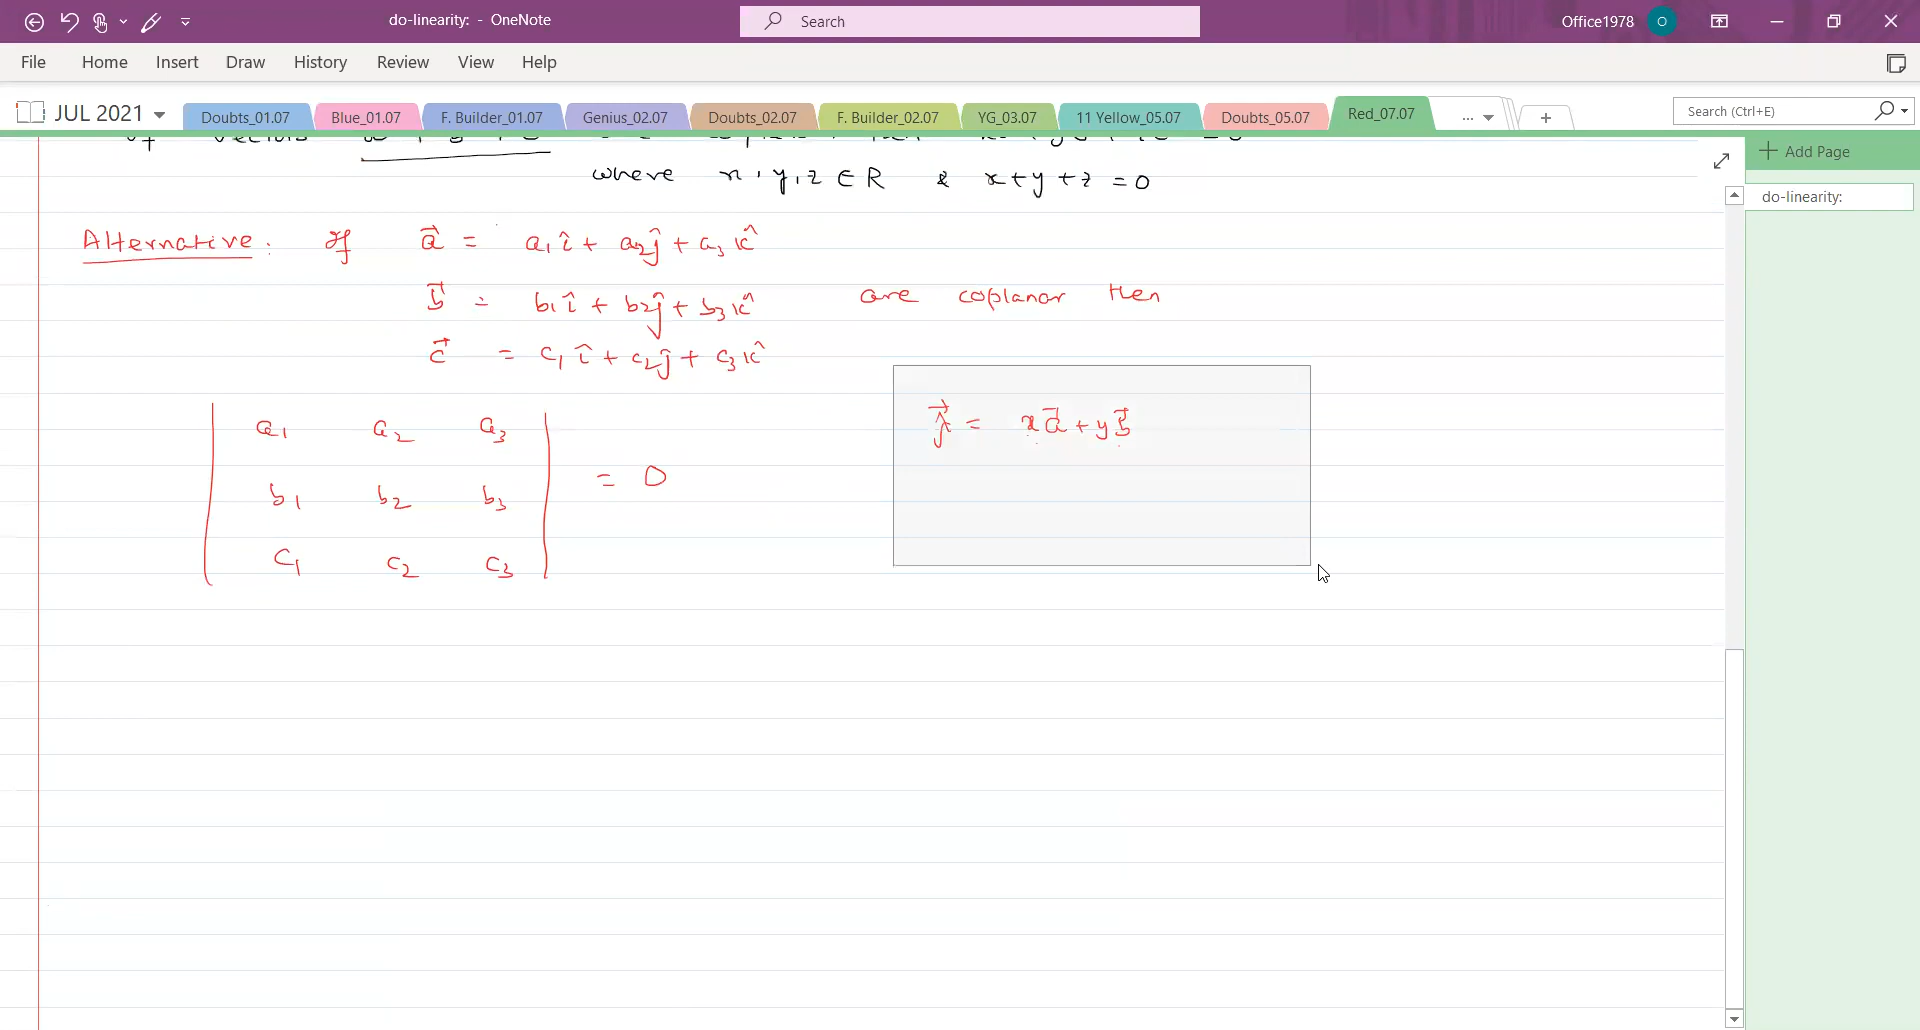 do-linearity: - OneNote
Search
Office1978
File Home Insert Draw History Review View Help
JUL 2021
Doubts_01.07 Blue_01.07 F. Builder_01.07 Genius_02.07 Doubts_02.07 F. Builder_02.07 YG_03.07 11 Yellow_05.07 Doubts_05.07 Red_07.07 ... +
Search (Ctrl+E)
Add Page
do-linearity:
of vectors
where x, y, z ∈ R & x+y+z = 0
Alternative: If a⃗ = a₁î + a₂ĵ + a₃k̂
b⃗ = b₁î + b₂ĵ + b₃k̂ are coplanar then
c⃗ = c₁î + c₂ĵ + c₃k̂
= xa⃗ + yb⃗
| a₁ a₂ a₃ |
| b₁ b₂ b₃ | = 0
| c₁ c₂ c₃ |